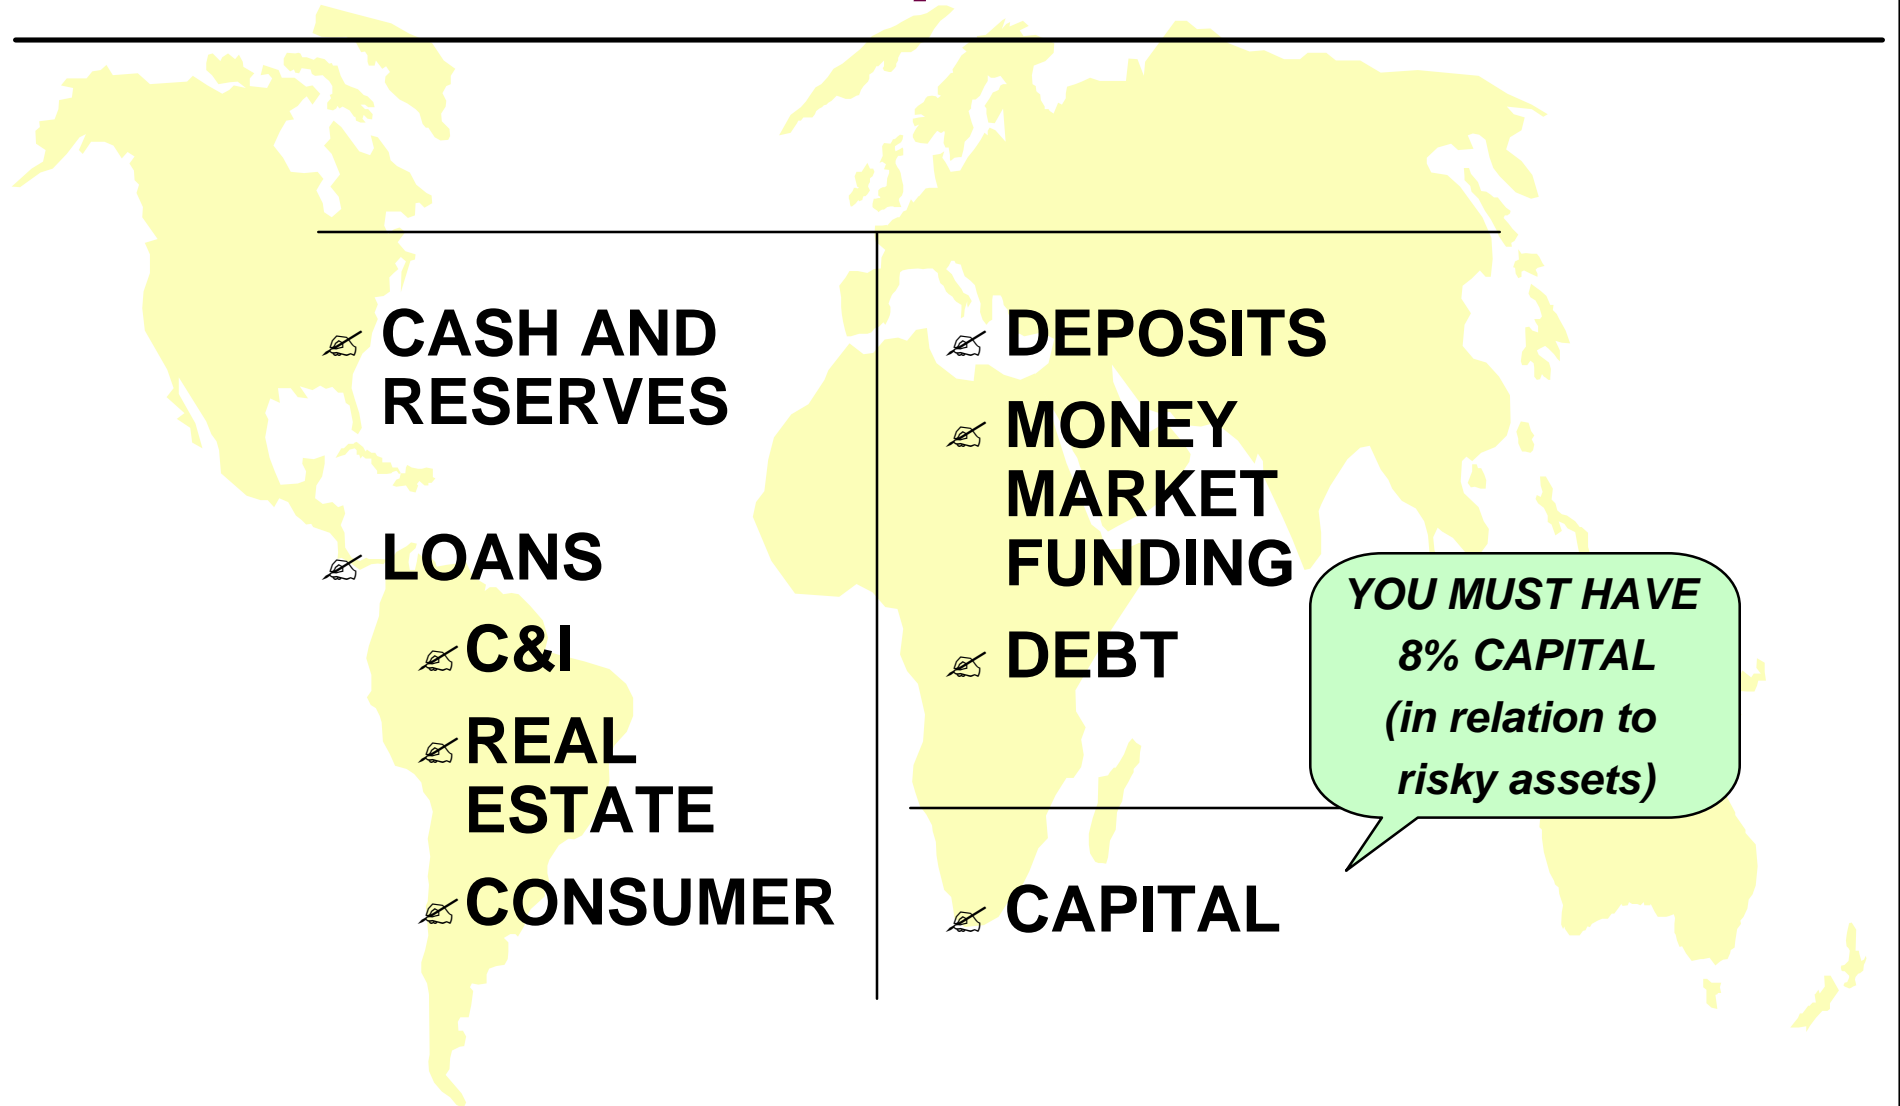 CASH AND
RESERVES
LOANS
C&I
REAL
ESTATE
CONSUMER
DEPOSITS
MONEY
MARKET
FUNDING
DEBT
CAPITAL
YOU MUST HAVE
8% CAPITAL
(in relation to
risky assets)